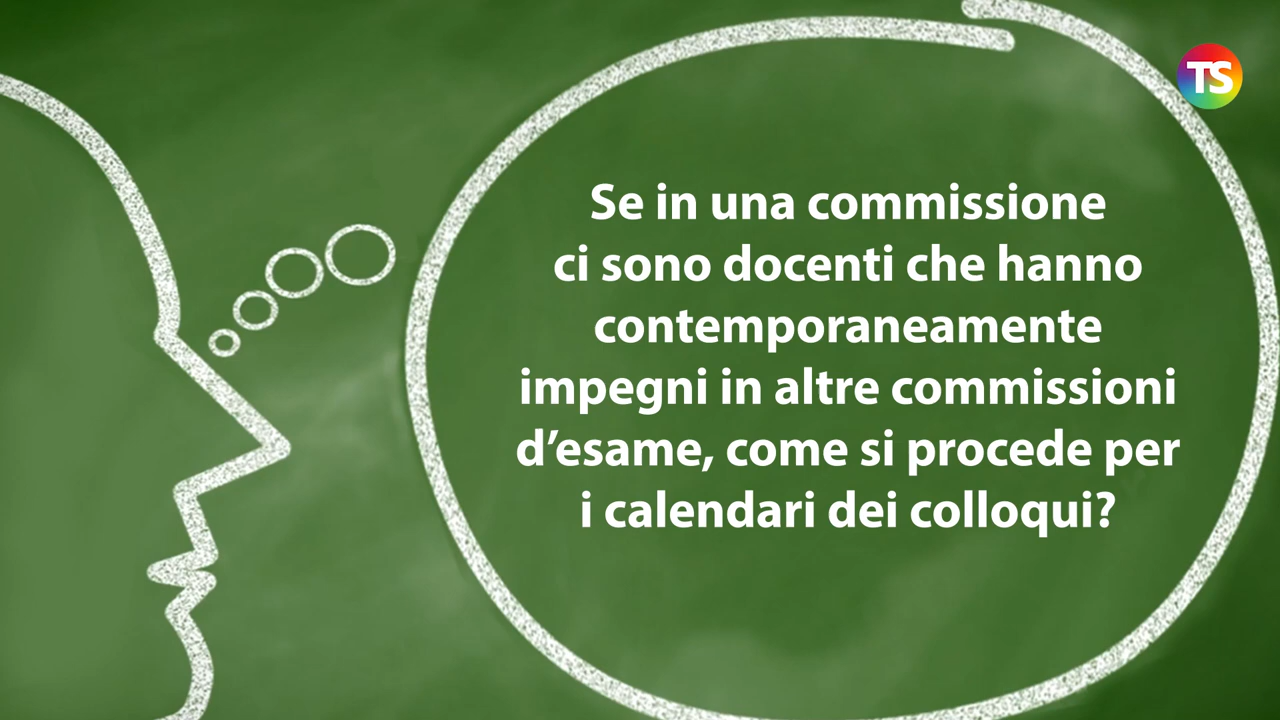 TS
Se in una commissione
ci sono docenti che hanno
contemporaneamente
impegni in altre commissioni
d’esame, come si procede per
i calendari dei colloqui?